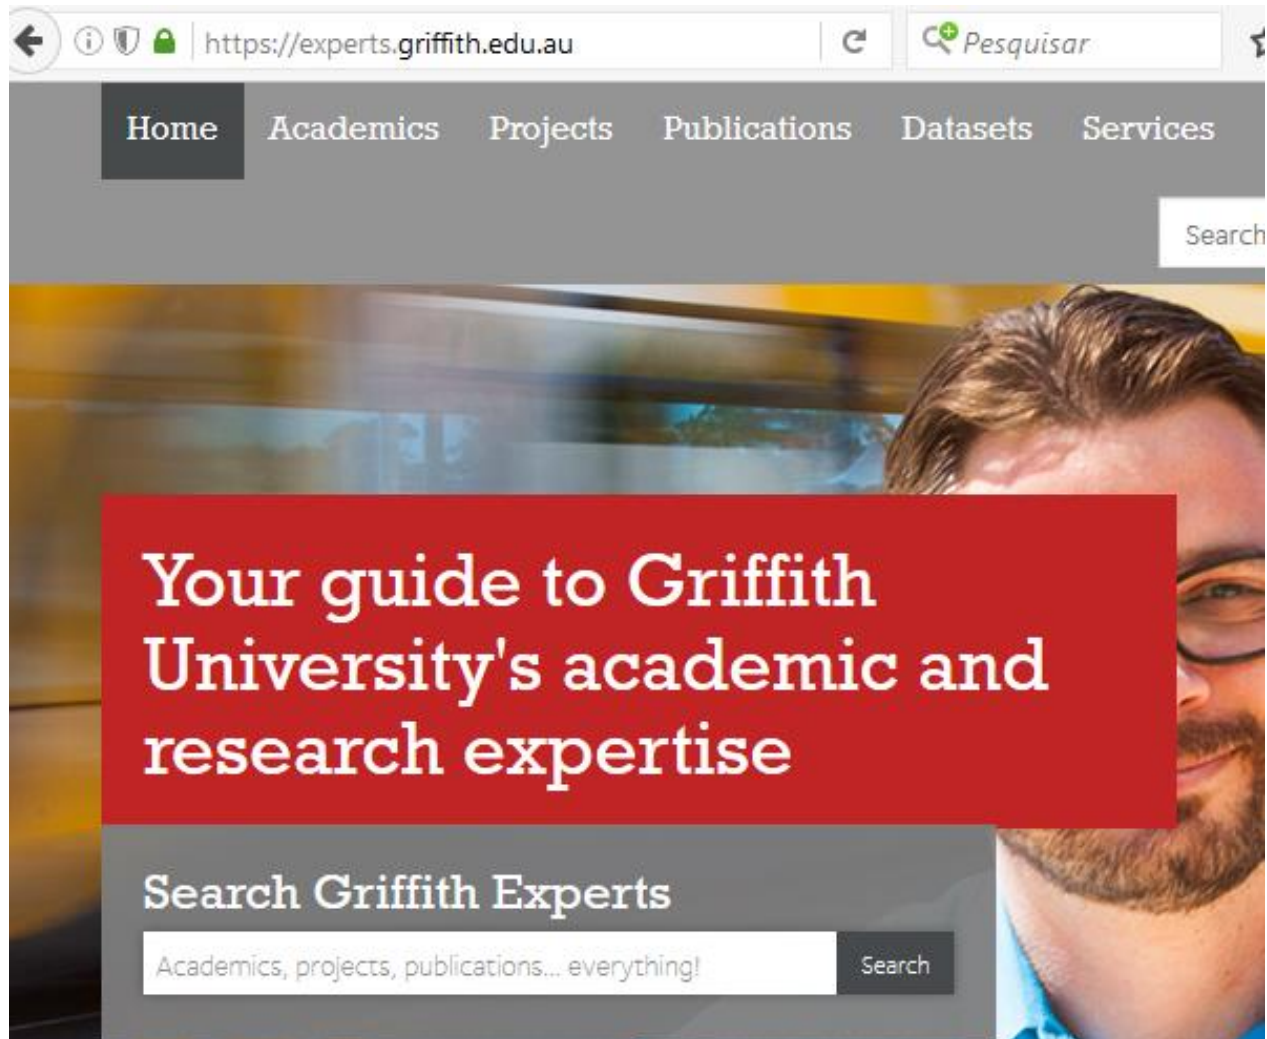 https://experts.griffith.edu.au
Pesquisar
Home Academics Projects Publications Datasets Services
Search
Your guide to Griffith
University's academic and
research expertise
Search Griffith Experts
Academics, projects, publications... everything!
Search